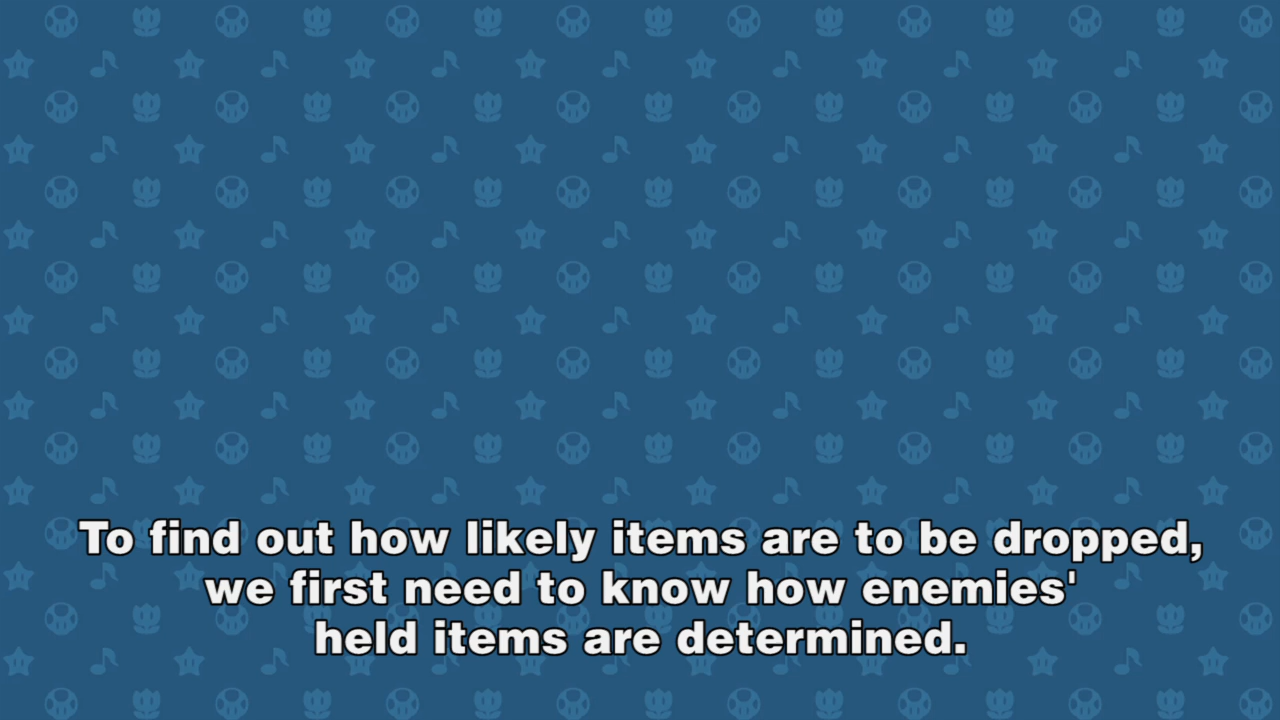 To find out how likely items are to be dropped,
we first need to know how enemies'
held items are determined.